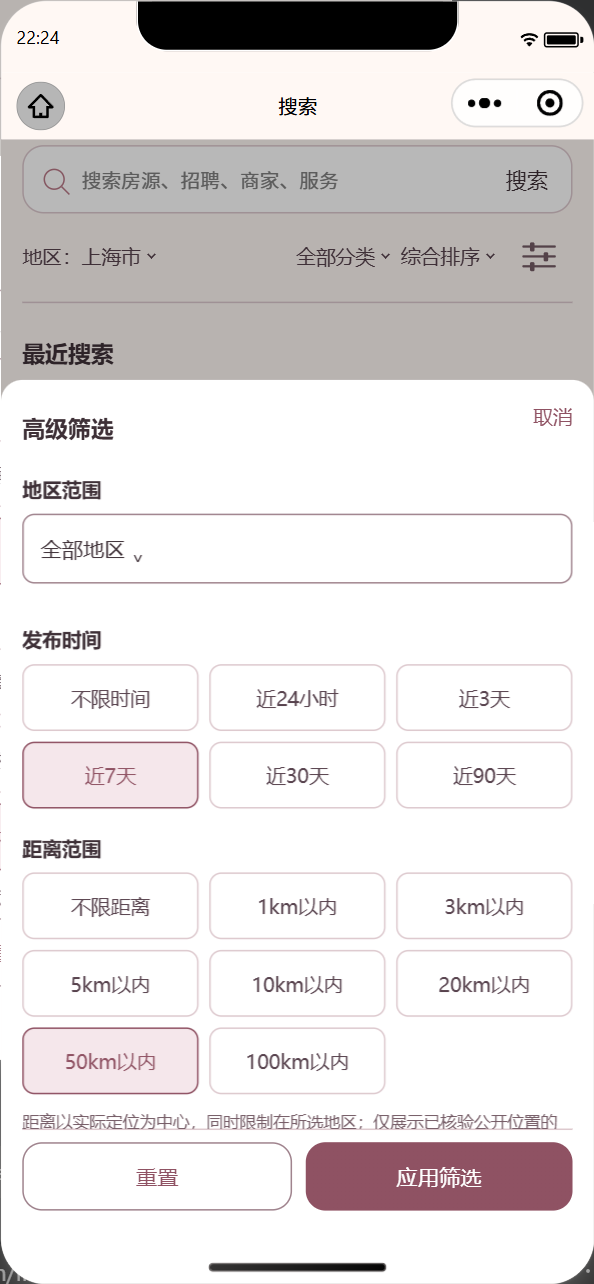 22:24
搜索
搜索房源、招聘、商家、服务 搜索
地区：上海市 全部分类 综合排序
最近搜索
高级筛选 取消
地区范围
全部地区
发布时间
不限时间 近24小时 近3天
近7天 近30天 近90天
距离范围
不限距离 1km以内 3km以内
5km以内 10km以内 20km以内
50km以内 100km以内
距离以实际定位为中心，同时限制在所选地区；仅展示已核验公开位置的
重置 应用筛选